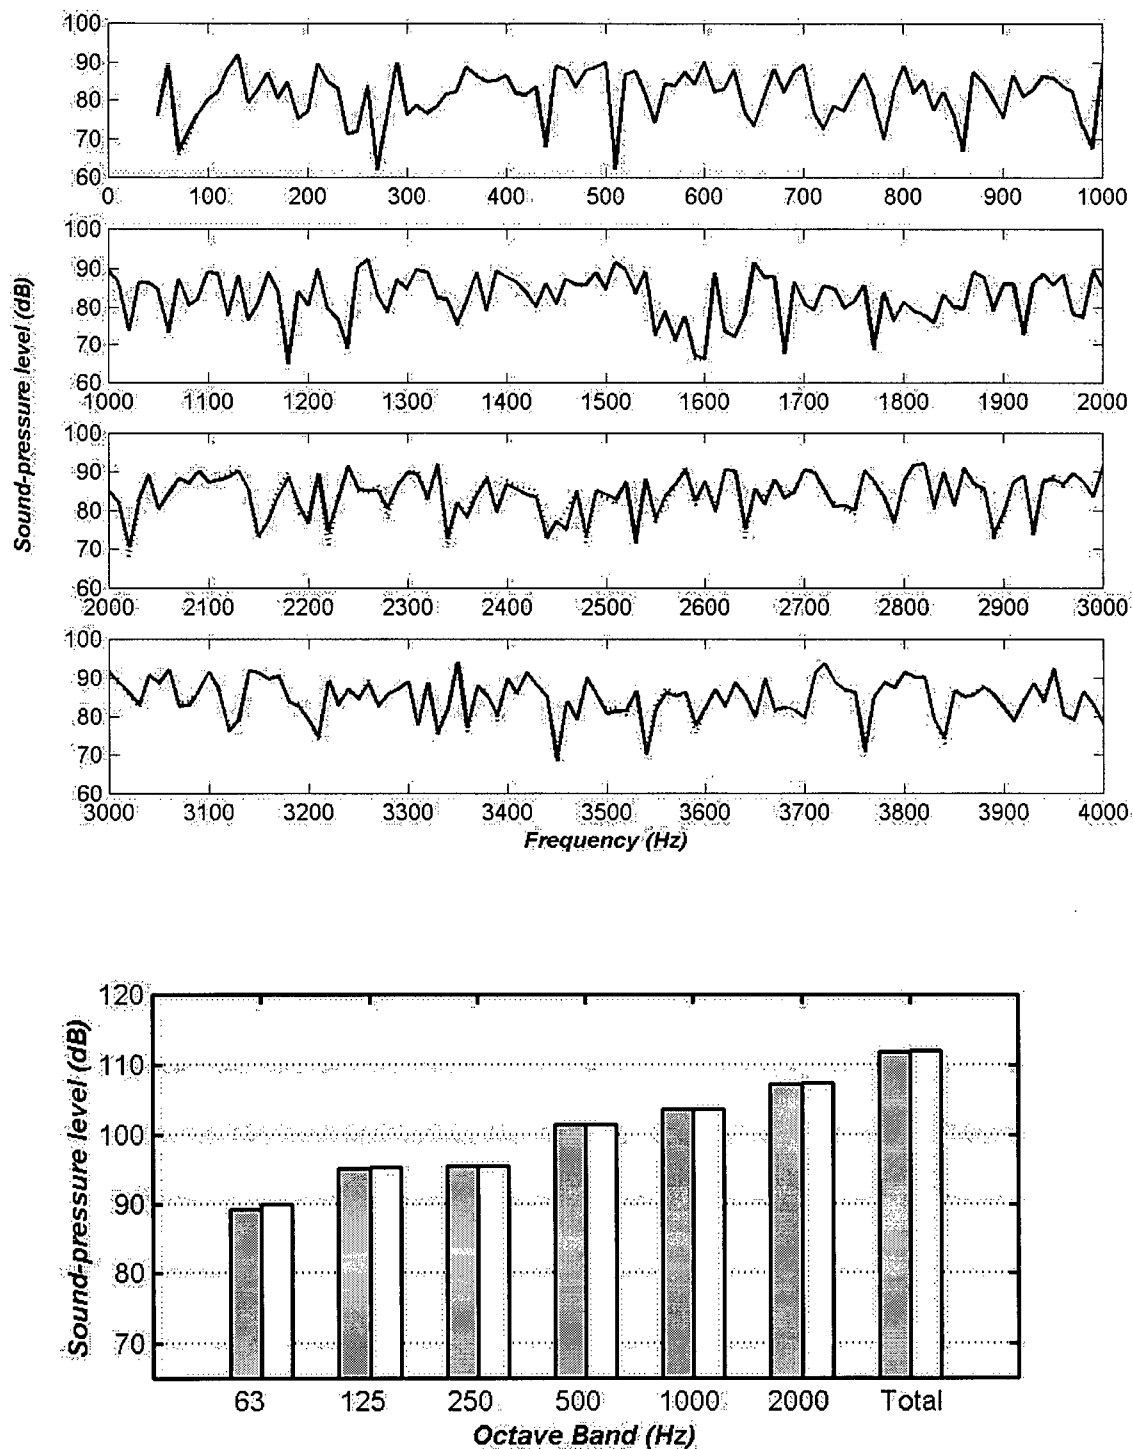 100
90
80
70
60
0 100 200 300 400 500 600 700 800 900 1000
100
90
80
70
60
1000 1100 1200 1300 1400 1500 1600 1700 1800 1900 2000
Sound-pressure level (dB)
100
90
80
70
60
2000 2100 2200 2300 2400 2500 2600 2700 2800 2900 3000
100
90
80
70
60
3000 3100 3200 3300 3400 3500 3600 3700 3800 3900 4000
Frequency (Hz)
120
110
100
90
80
70
Sound-pressure level (dB)
63 125 250 500 1000 2000 Total
Octave Band (Hz)